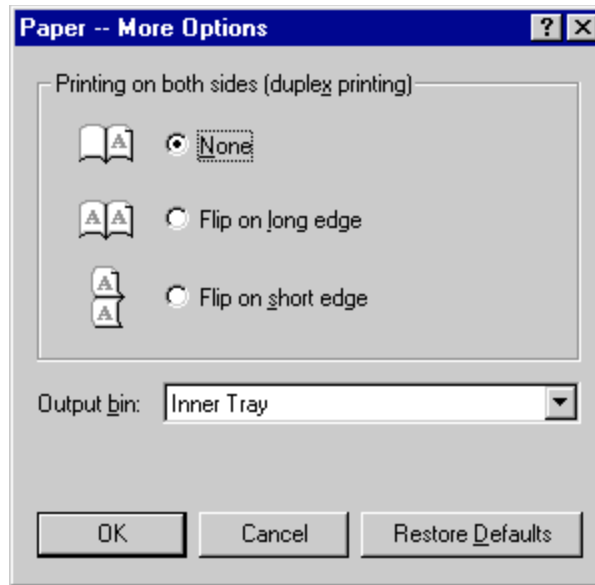 Paper -- More Options
Printing on both sides (duplex printing)
A
None
A A
Flip on long edge
A
A
Flip on short edge
Output bin: Inner Tray
OK Cancel Restore Defaults